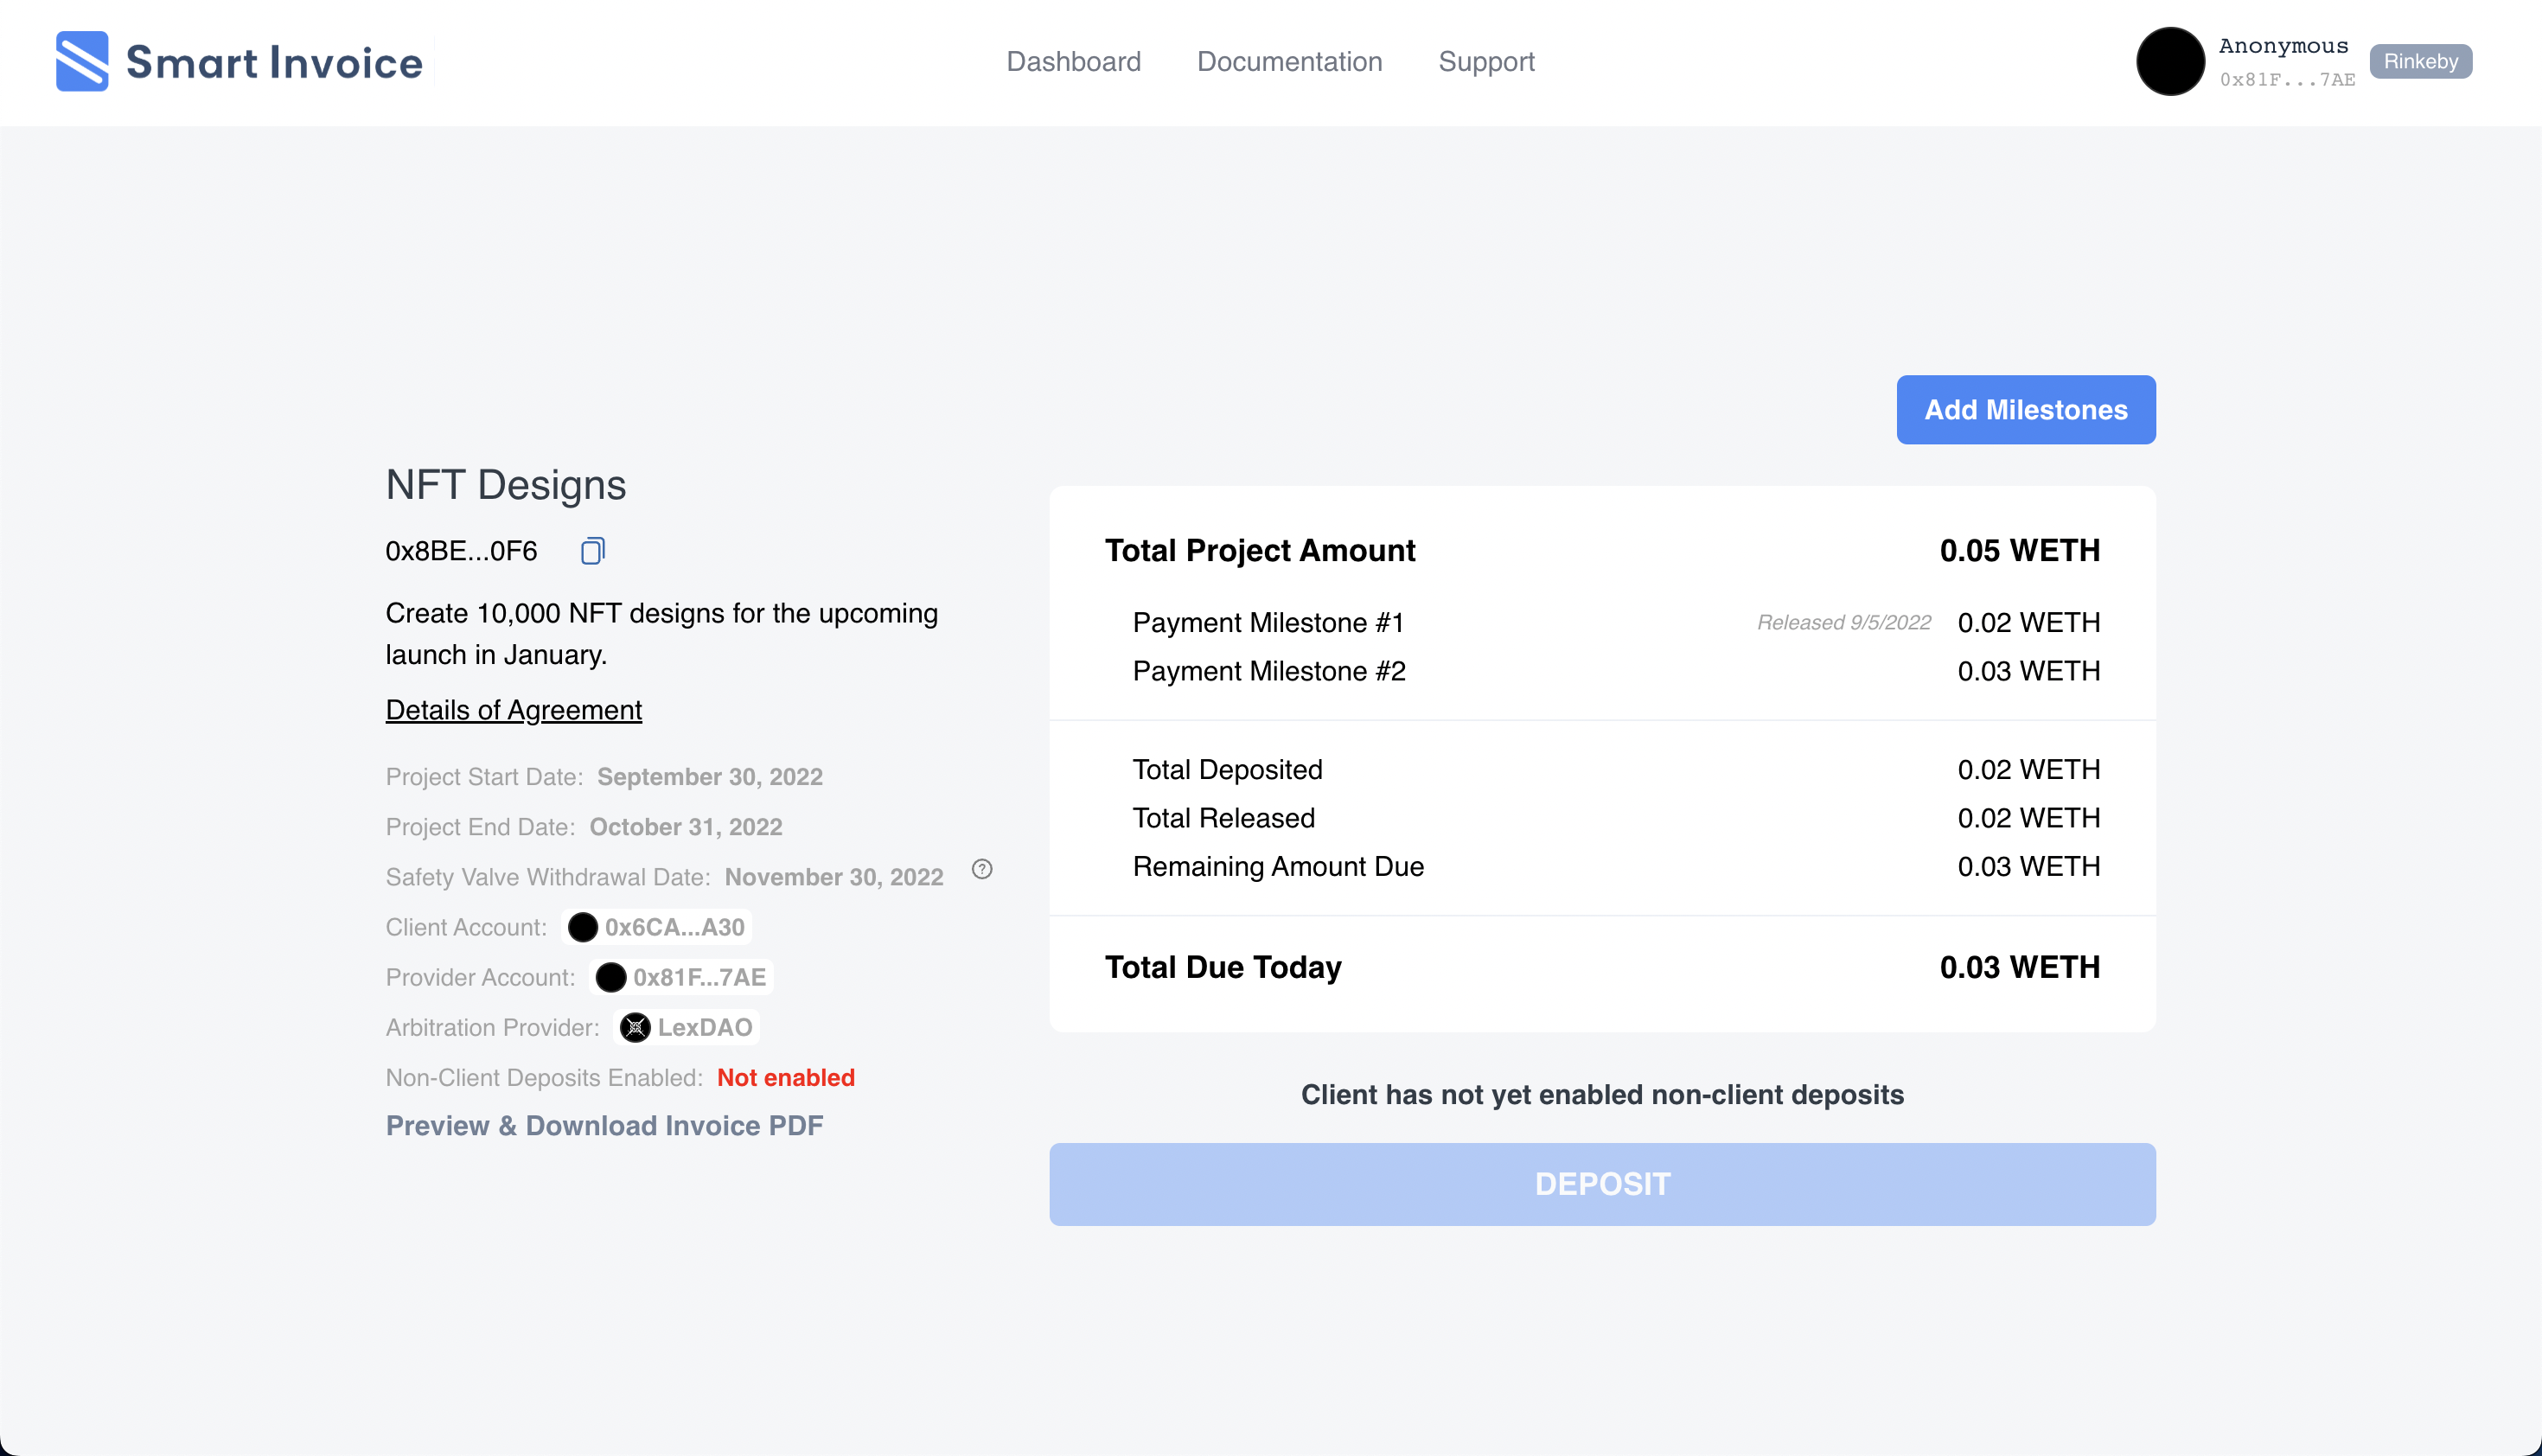 Smart Invoice
Dashboard
Documentation
Support
Anonymous
0x81F...7AE
Rinkeby
Add Milestones
NFT Designs
0x8BE...0F6
Create 10,000 NFT designs for the upcoming
launch in January.
Details of Agreement
Project Start Date: September 30, 2022
Project End Date: October 31, 2022
Safety Valve Withdrawal Date: November 30, 2022 ?
Client Account: 0x6CA...A30
Provider Account: 0x81F...7AE
Arbitration Provider: LexDAO
Non-Client Deposits Enabled: Not enabled
Preview & Download Invoice PDF
Total Project Amount 0.05 WETH
Payment Milestone #1 Released 9/5/2022 0.02 WETH
Payment Milestone #2 0.03 WETH
Total Deposited 0.02 WETH
Total Released 0.02 WETH
Remaining Amount Due 0.03 WETH
Total Due Today 0.03 WETH
Client has not yet enabled non-client deposits
DEPOSIT